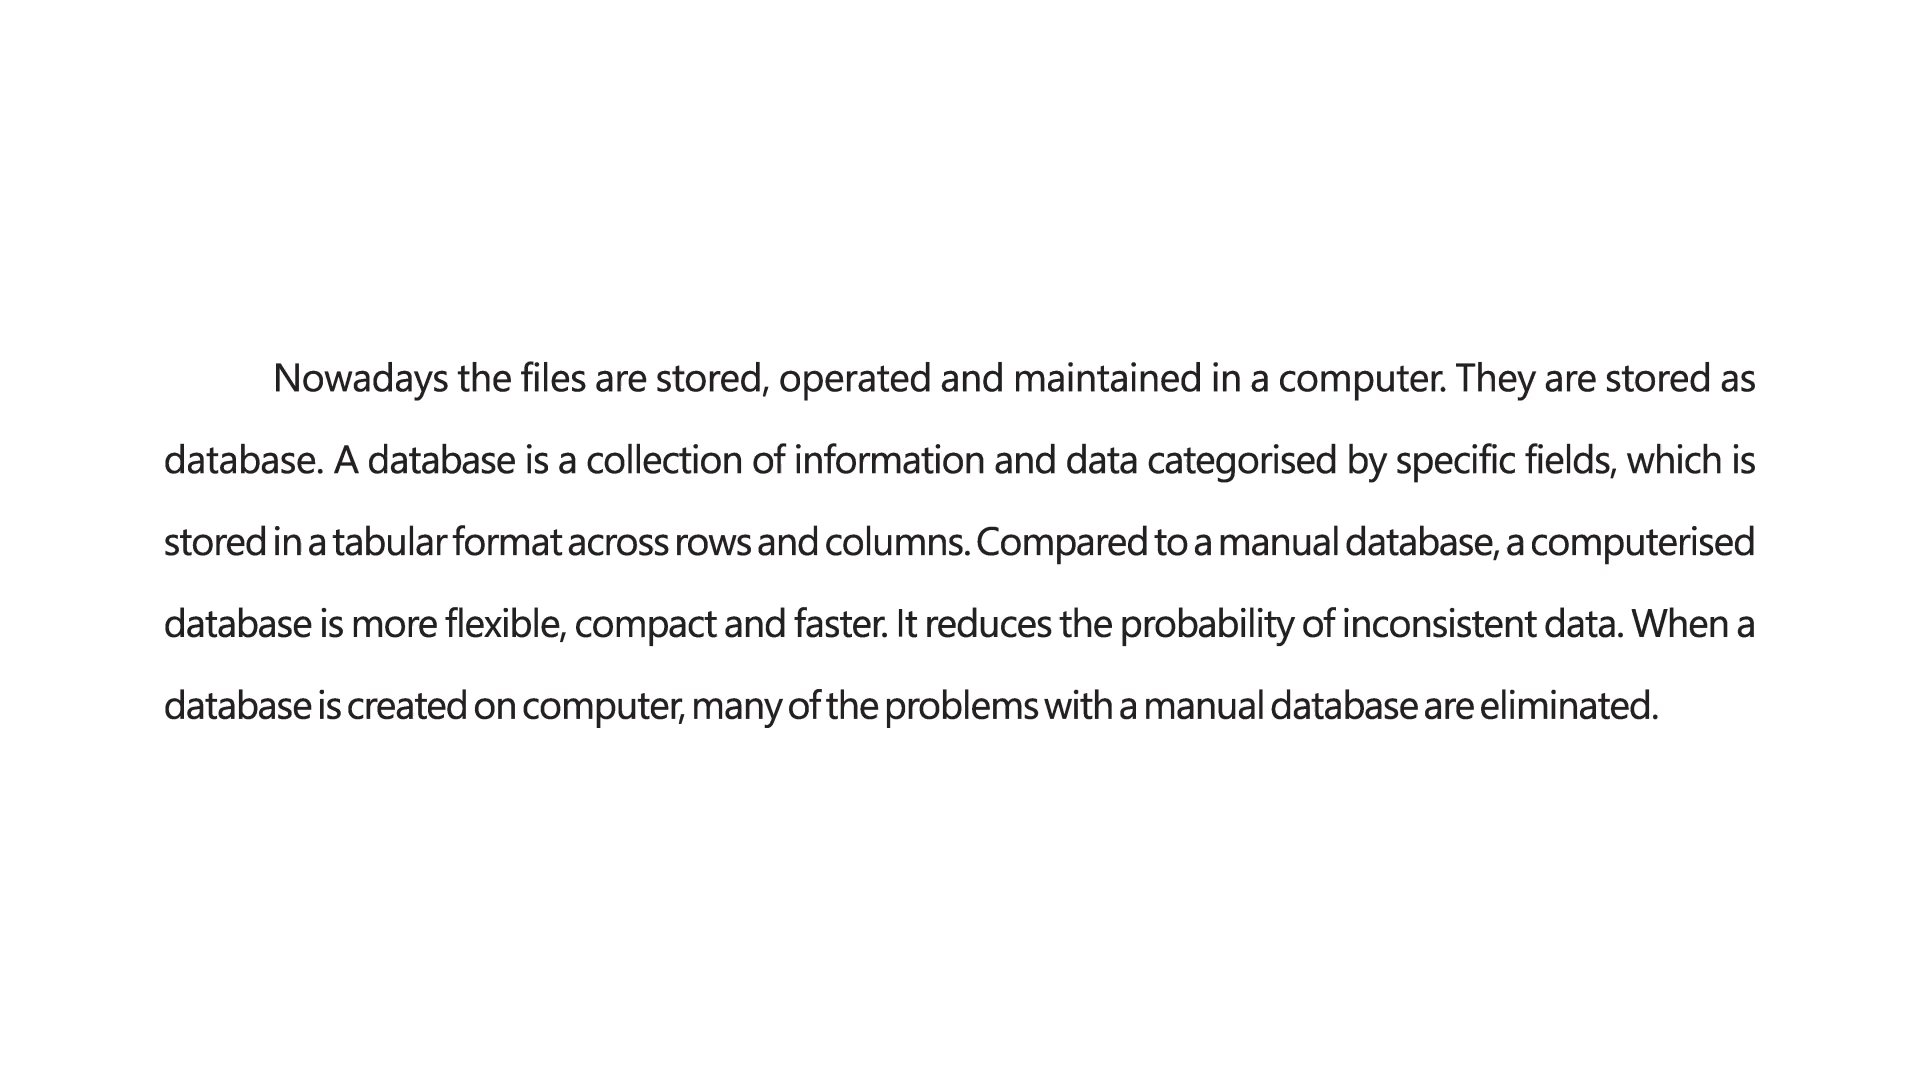 Nowadays the files are stored, operated and maintained in a computer. They are stored as
database. A database is a collection of information and data categorised by specific fields, which is
stored in a tabular format across rows and columns. Compared to a manual database, a computerised
database is more flexible, compact and faster. It reduces the probability of inconsistent data. When a
database is created on computer, many of the problems with a manual database are eliminated.